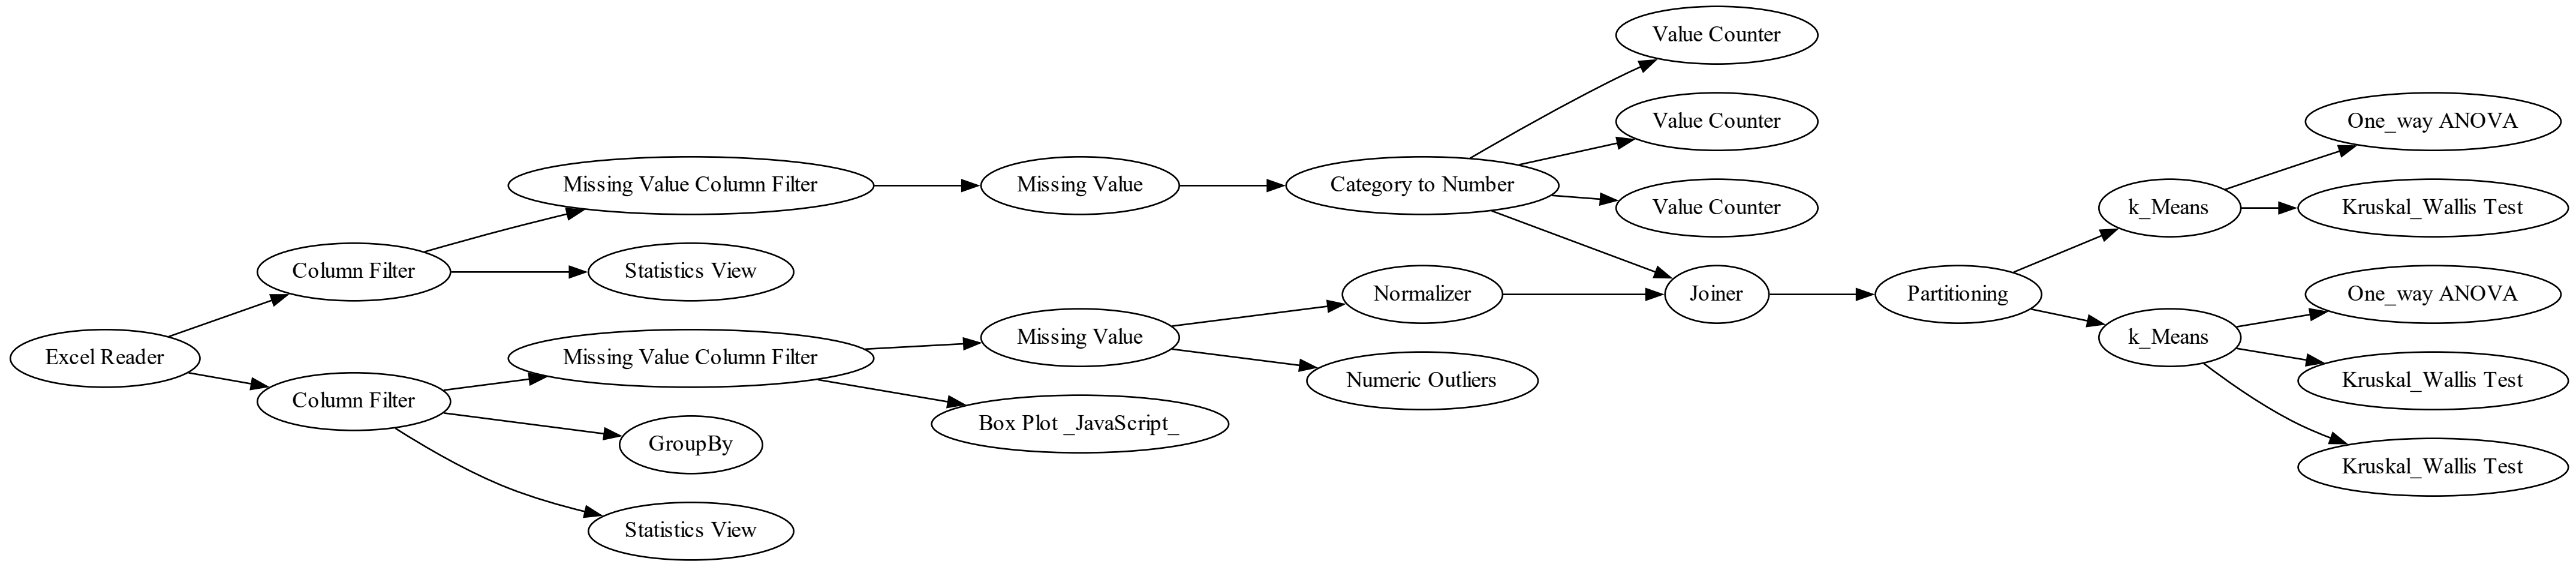 Excel Reader
Column Filter
Column Filter
Missing Value Column Filter
Statistics View
Missing Value Column Filter
GroupBy
Statistics View
Missing Value
Missing Value
Box Plot _JavaScript_
Category to Number
Normalizer
Numeric Outliers
Value Counter
Value Counter
Value Counter
Joiner
Partitioning
k_Means
k_Means
One_way ANOVA
Kruskal_Wallis Test
One_way ANOVA
Kruskal_Wallis Test
Kruskal_Wallis Test